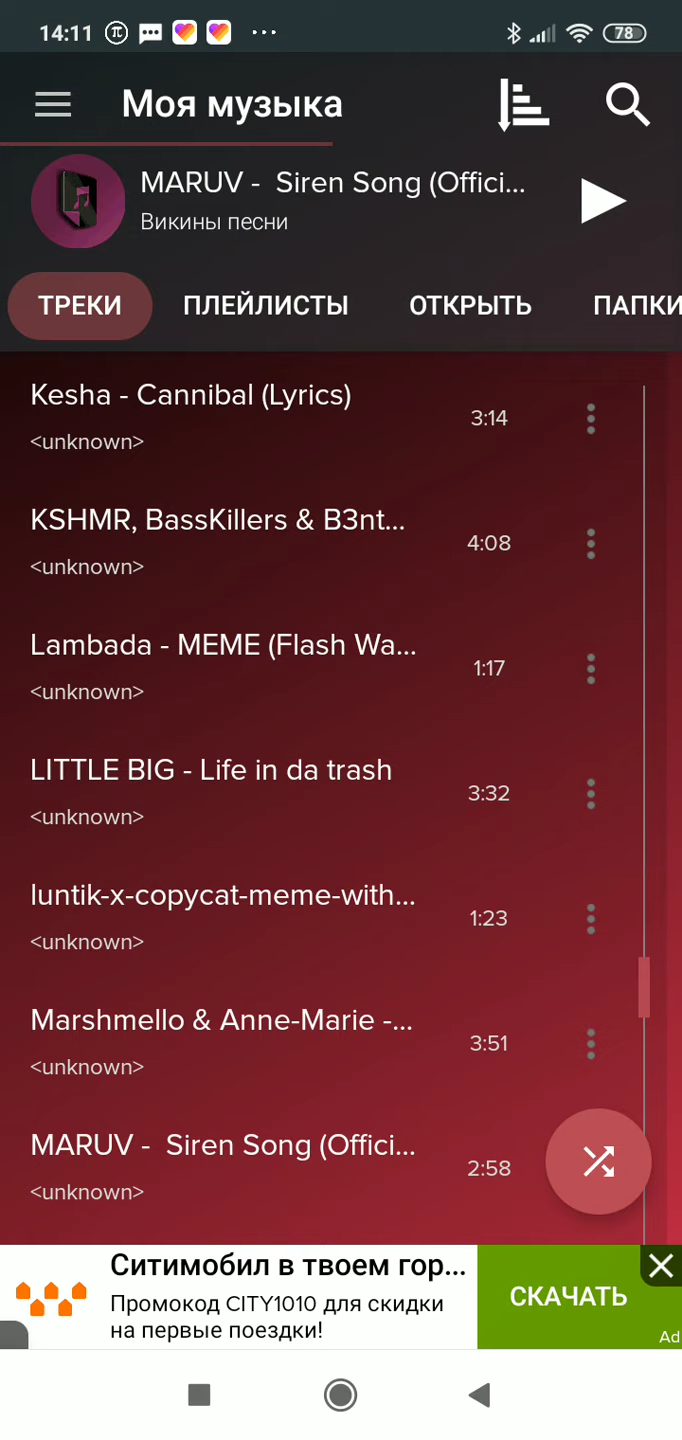 14:11
78
Моя музыка
MARUV -  Siren Song (Offici...
Викины песни
ТРЕКИ ПЛЕЙЛИСТЫ ОТКРЫТЬ ПАПКИ
Kesha - Cannibal (Lyrics)
3:14
<unknown>
KSHMR, BassKillers & B3nt...
4:08
<unknown>
Lambada - MEME (Flash Wa...
1:17
<unknown>
LITTLE BIG - Life in da trash
3:32
<unknown>
luntik-x-copycat-meme-with...
1:23
<unknown>
Marshmello & Anne-Marie -...
3:51
<unknown>
MARUV -  Siren Song (Offici...
2:58
<unknown>
Ситимобил в твоем гор...
Промокод CITY1010 для скидки
на первые поездки!
СКАЧАТЬ
Ad